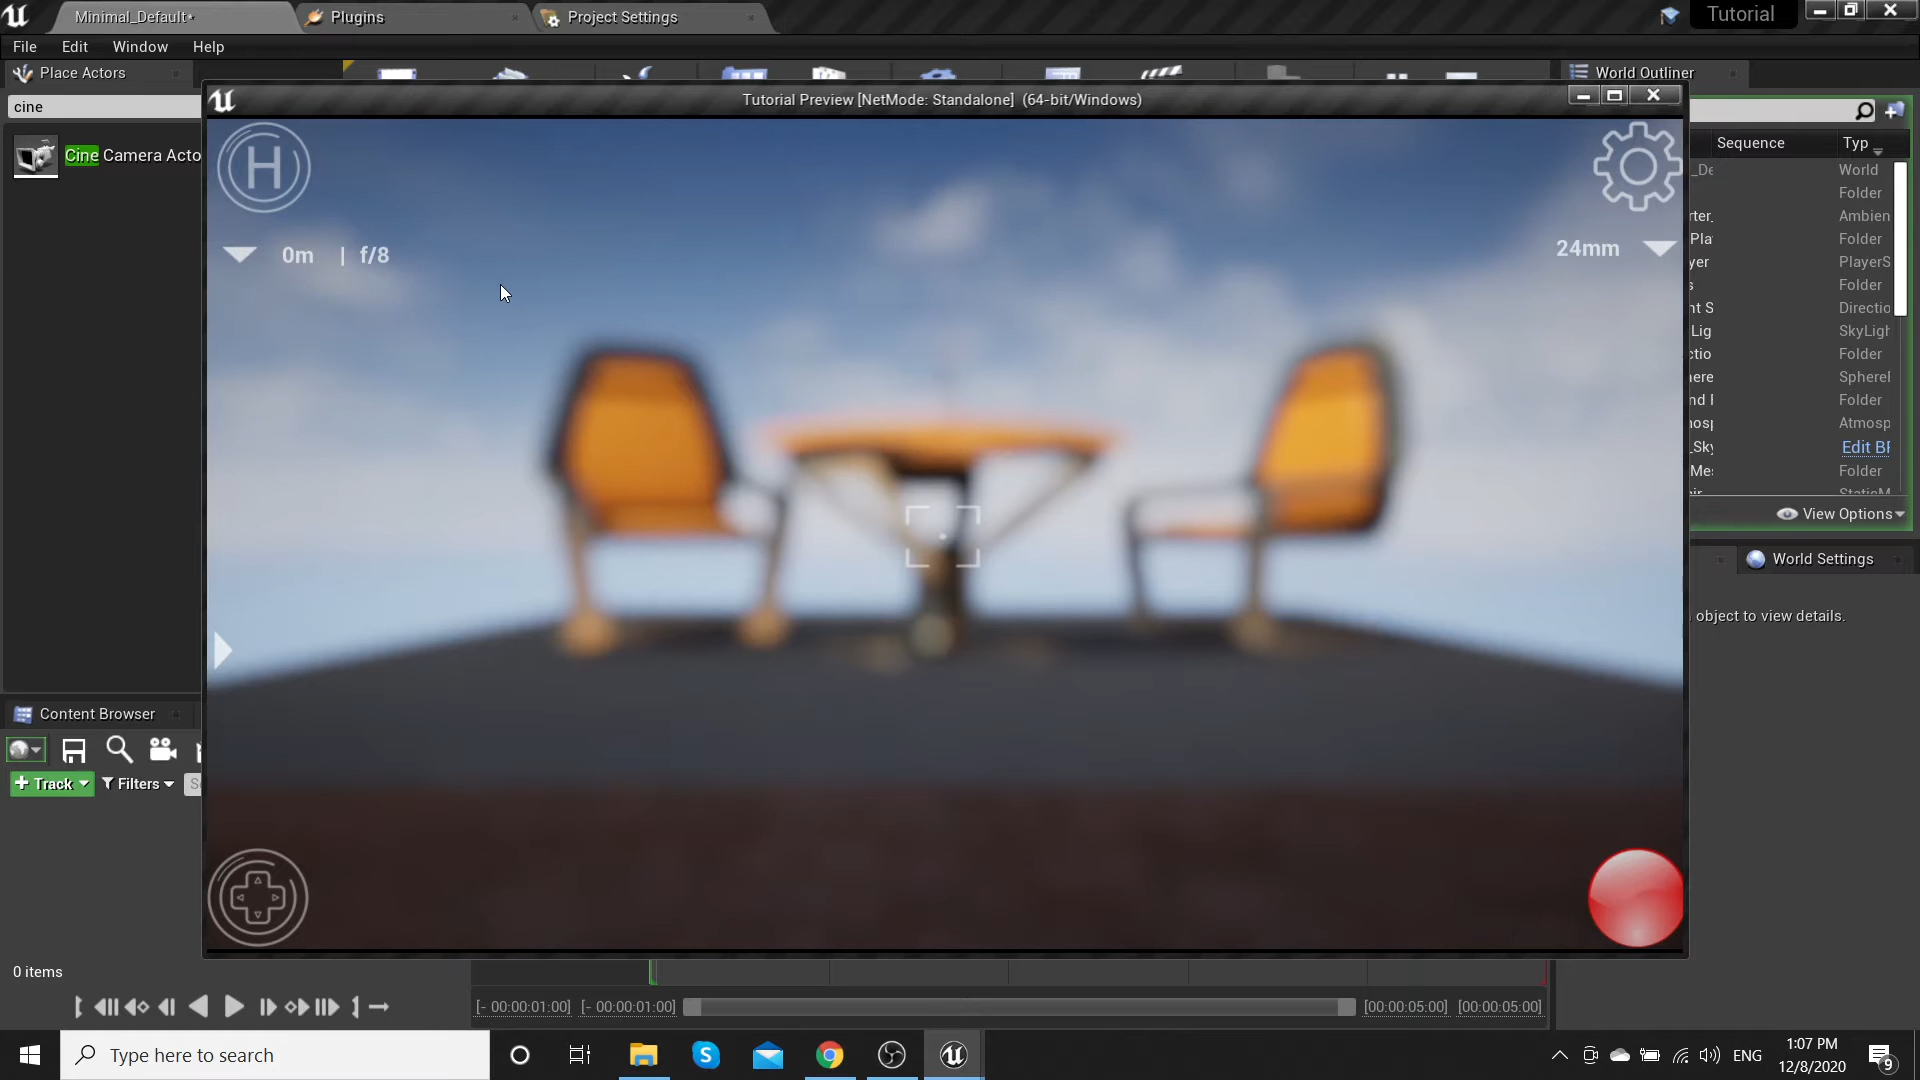 Minimal_Default*
Plugins
Project Settings
Tutorial
File Edit Window Help
Place Actors
World Outliner
cine
Tutorial Preview [NetMode: Standalone] (64-bit/Windows)
Cine Camera Acto
Sequence
Typ
H
0m | f/8
24mm
World
Folder
Ambien
Folder
PlayerS
Folder
Directio
SkyLigh
Folder
SphereI
Folder
Atmosp
Edit BI
Folder
View Options
World Settings
object to view details.
Content Browser
Track
Filters
0 items
[- 00:00:01:00] [- 00:00:01:00] [00:00:05:00] [00:00:05:00]
Type here to search
ENG
1:07 PM
12/8/2020
9